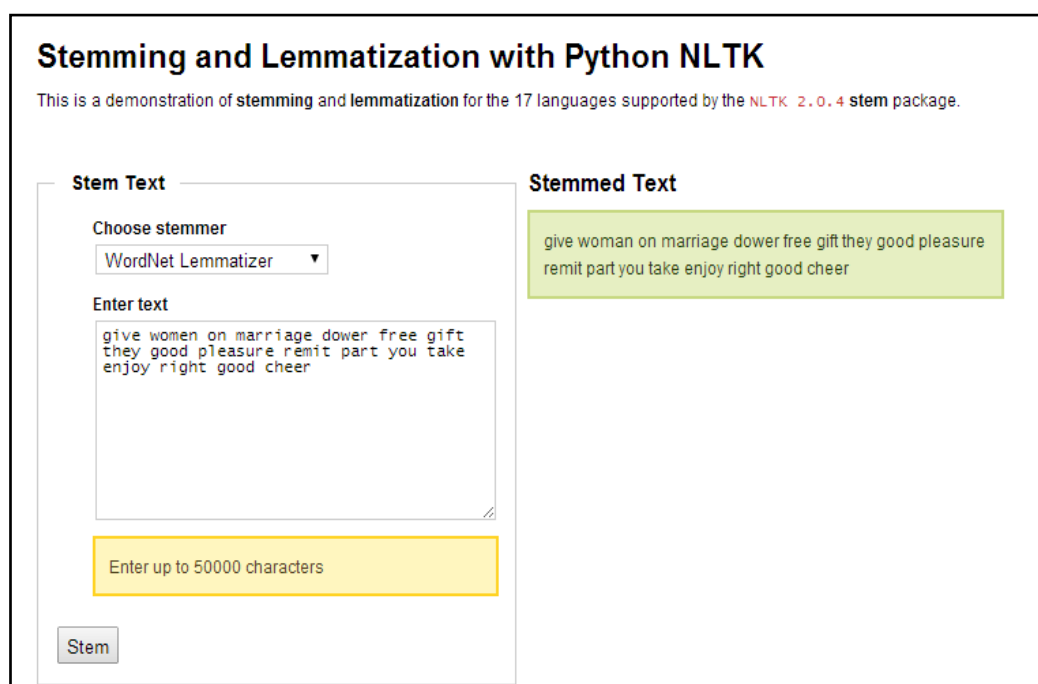 Stemming and Lemmatization with Python NLTK
This is a demonstration of stemming and lemmatization for the 17 languages supported by the NLTK 2.0.4 stem package.
Stem Text
Choose stemmer
WordNet Lemmatizer
Enter text
give women on marriage dower free gift
they good pleasure remit part you take
enjoy right good cheer
Enter up to 50000 characters
Stem
Stemmed Text
give woman on marriage dower free gift they good pleasure
remit part you take enjoy right good cheer